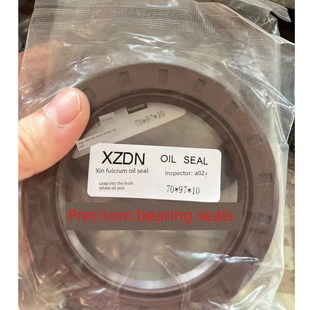 XZDN OIL SEAL
Xin fulcrum oil seal Inspector: a02
Leap into the front
wheel oil seal
70*97*10
Precision bearing seals
70*97*10